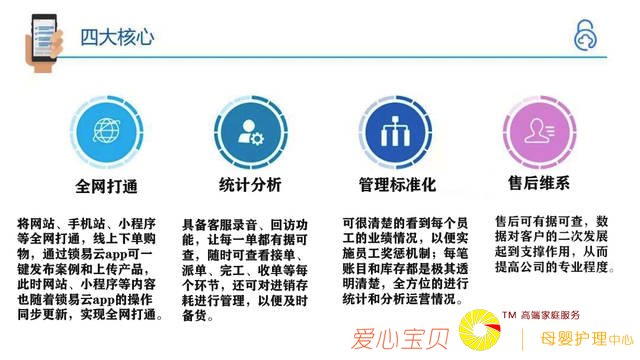 四大核心
全网打通
将网站、手机站、小程序
等全网打通，线上下单购
物，通过锁易云app可一
键发布案例和上传产品，
此时网站、小程序等内容
也随着锁易云app的操作
同步更新，实现全网打通。
统计分析
具备客服录音、回访功
能，让每一单都有据可
查，随时可查看接单、
派单、完工、收单等每
个环节，还可对进销存
耗进行管理，以便及时
备货。
管理标准化
可很清楚的看到每个员
工的业绩情况，以便实
施员工奖惩机制；每笔
账目和库存都是极其透
明清楚，全方位的进行
统计和分析运营情况。
售后维系
售后可有据可查，数
据对客户的二次发展
起到支撑作用，从而
提高公司的专业程度。
爱心宝贝
TM 高端家庭服务
母婴护理中心